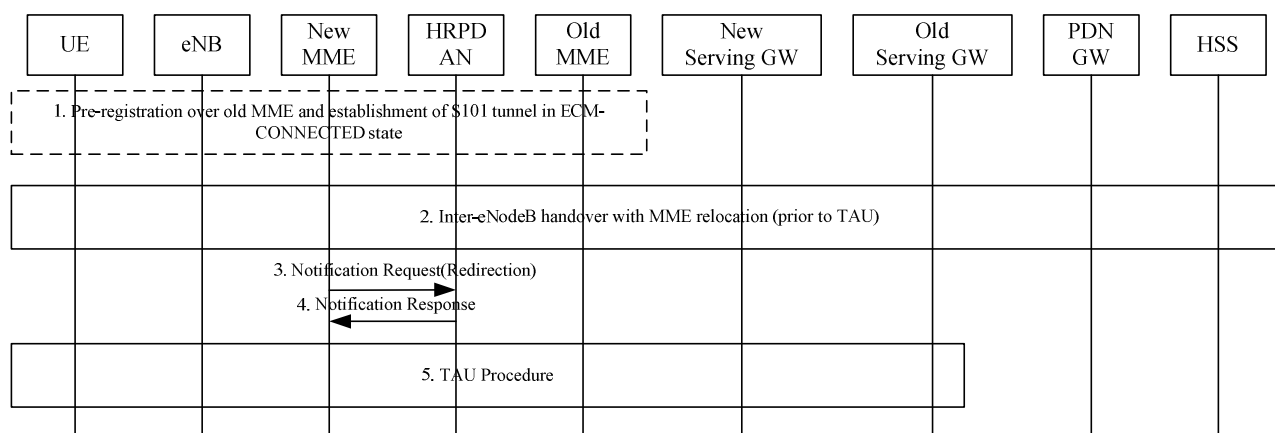 UE
eNB
New
MME
HRPD
AN
Old
MME
New
Serving GW
Old
Serving GW
PDN
GW
HSS
1. Pre-registration over old MME and establishment of S101 tunnel in ECM-
CONNECTED state
2. Inter-eNodeB handover with MME relocation (prior to TAU)
3. Notification Request(Redirection)
4. Notification Response
5. TAU Procedure